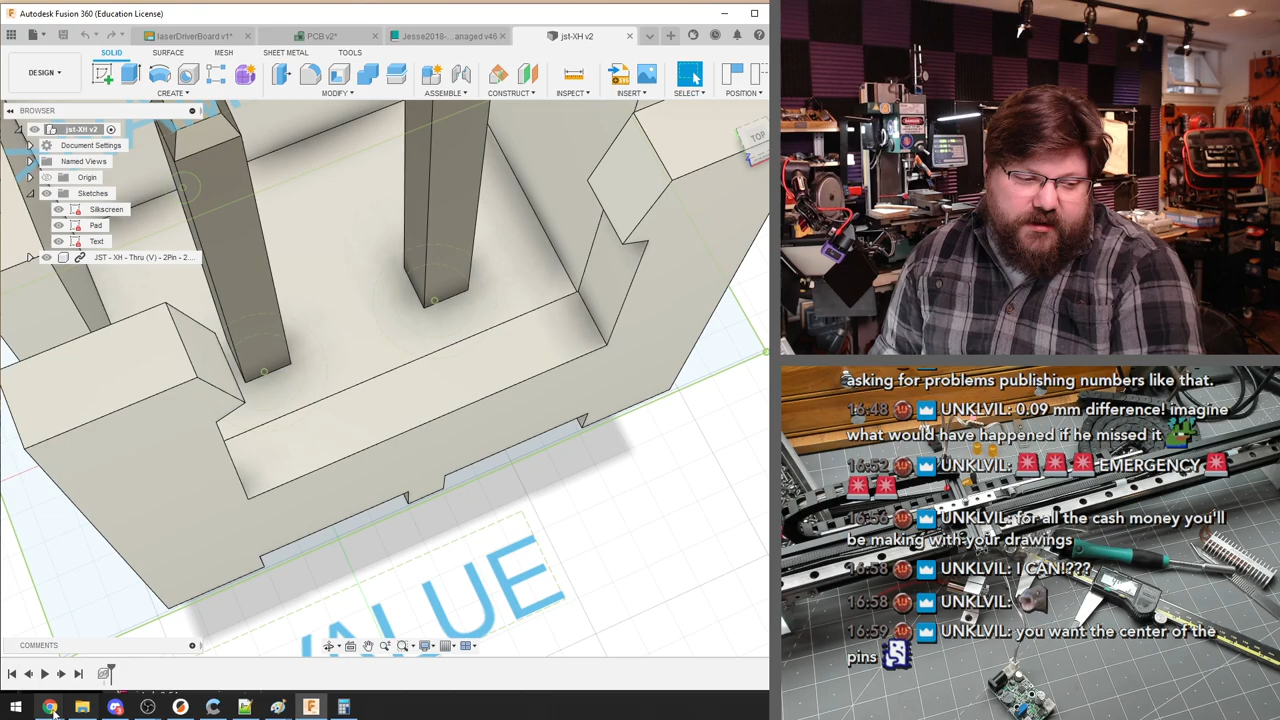 Autodesk Fusion 360 (Education License)
laserDriverBoard v1*
PCB v2*
Jesse2018-...anaged v46
jst-XH v2
DESIGN
SOLID
SURFACE
MESH
SHEET METAL
TOOLS
CREATE
MODIFY
ASSEMBLE
CONSTRUCT
INSPECT
INSERT
SELECT
POSITION
BROWSER
jst-XH v2
Document Settings
Named Views
Origin
Sketches
Silkscreen
Pad
Text
JST - XH - Thru (V) - 2Pin - 2....
TOP
VALUE
COMMENTS
DANGER
asking for problems publishing numbers like that.
16:48 UNKLVIL: 0.09 mm difference! imagine
what would have happened if he missed it
16:52 UNKLVIL: EMERGENCY
16:56 UNKLVIL: for all the cash money you'll
be making with your drawings
16:58 UNKLVIL: I CAN!???
16:58 UNKLVIL:
16:59 UNKLVIL: you want the center of the
pins